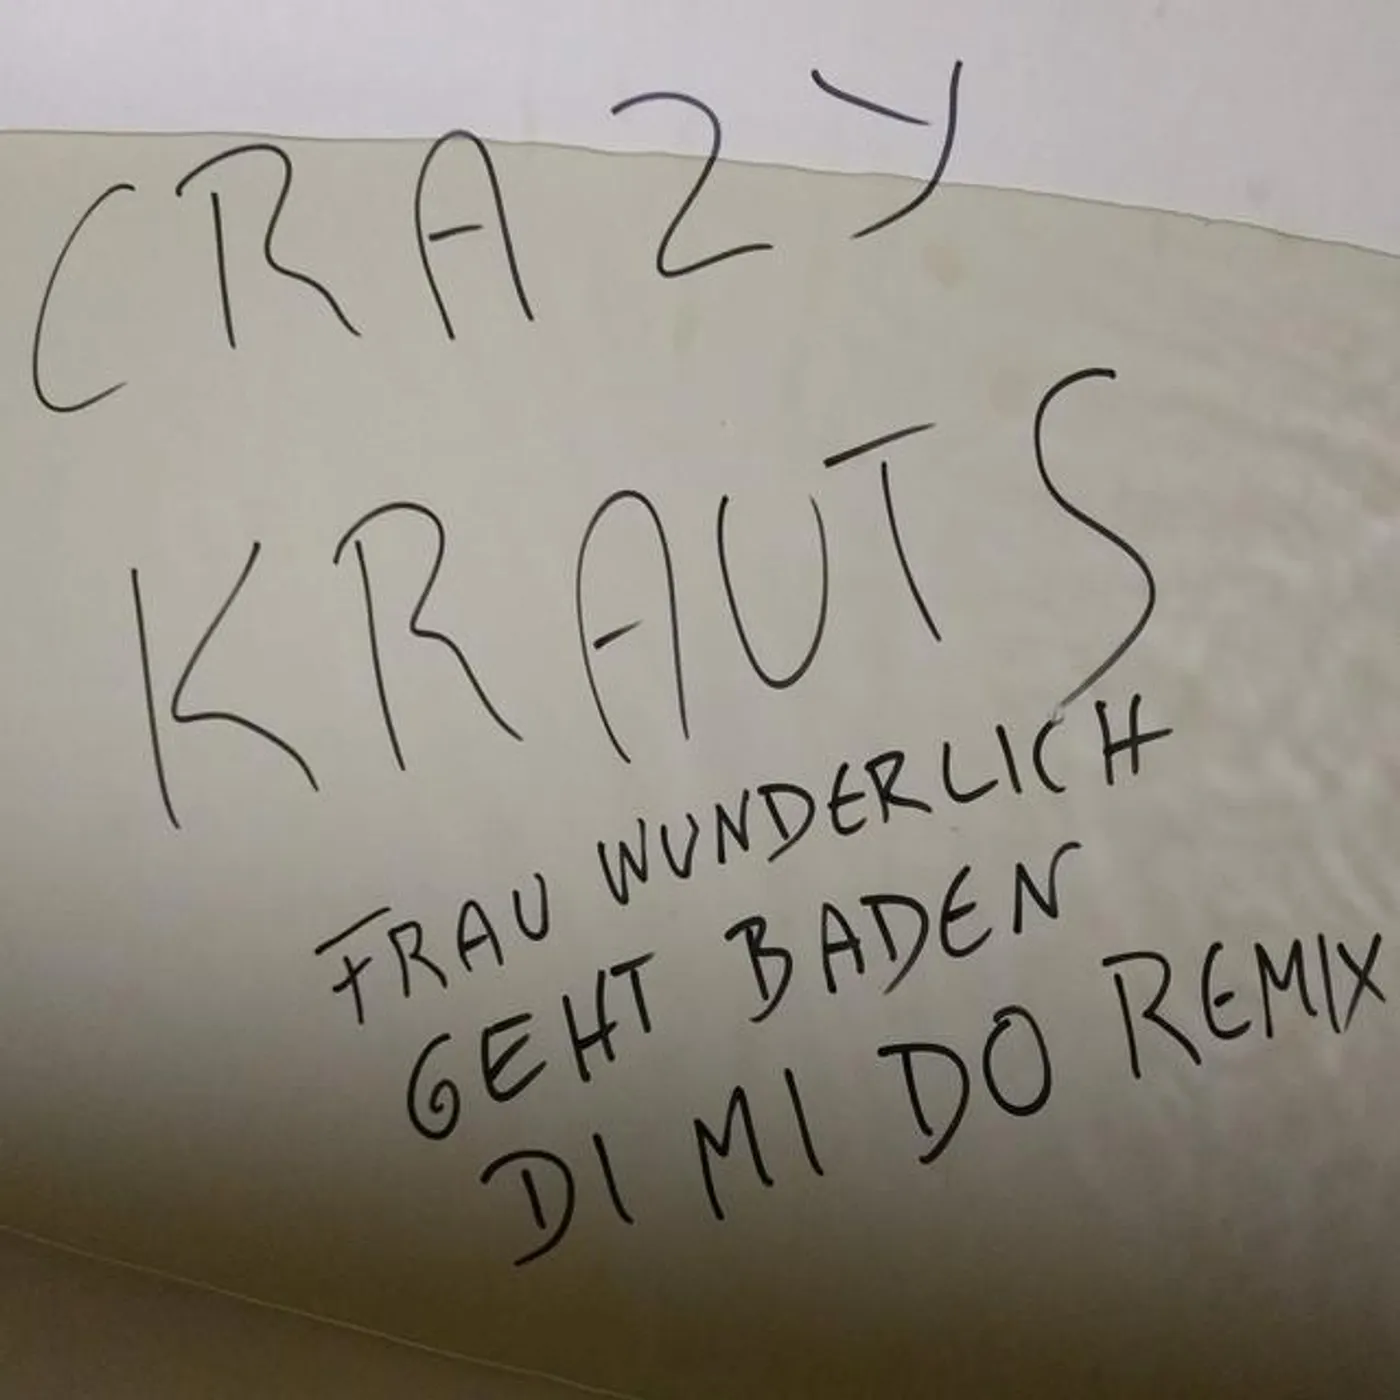 CRAZY
KRAUTS
FRAU WUNDERLICH
GEHT BADEN
DI MI DO REMIX